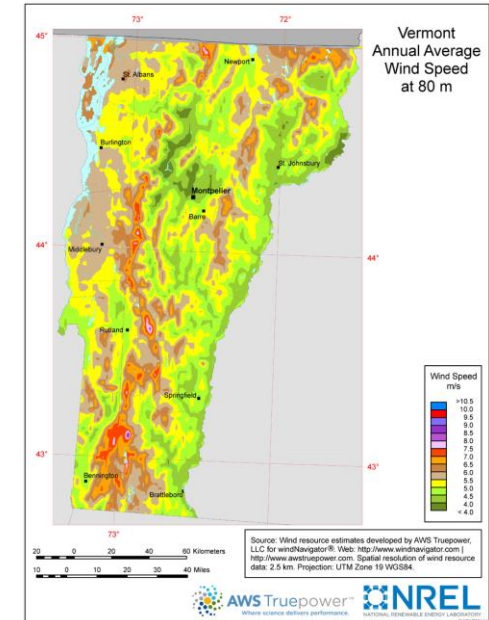 Vermont
Annual Average
Wind Speed
at 80 m
73°
72°
45°
Newport
St. Albans
Burlington
St. Johnsbury
Montpelier
Barre
44°
44°
Middlebury
Rutland
Springfield
43°
43°
Bennington
Brattleboro
73°
Wind Speed
m/s
>10.5
10.0
9.5
9.0
8.5
8.0
7.5
7.0
6.5
6.0
5.5
5.0
4.5
4.0
< 4.0
20 0 20 40 60 Kilometers
10 0 10 20 30 40 Miles
Source: Wind resource estimates developed by AWS Truepower,
LLC for windNavigator®. Web: http://www.windnavigator.com |
http://www.awstruepower.com. Spatial resolution of wind resource
data: 2.5 km. Projection: UTM Zone 19 WGS84.
AWS Truepower™
Where science delivers performance.
NREL
NATIONAL RENEWABLE ENERGY LABORATORY